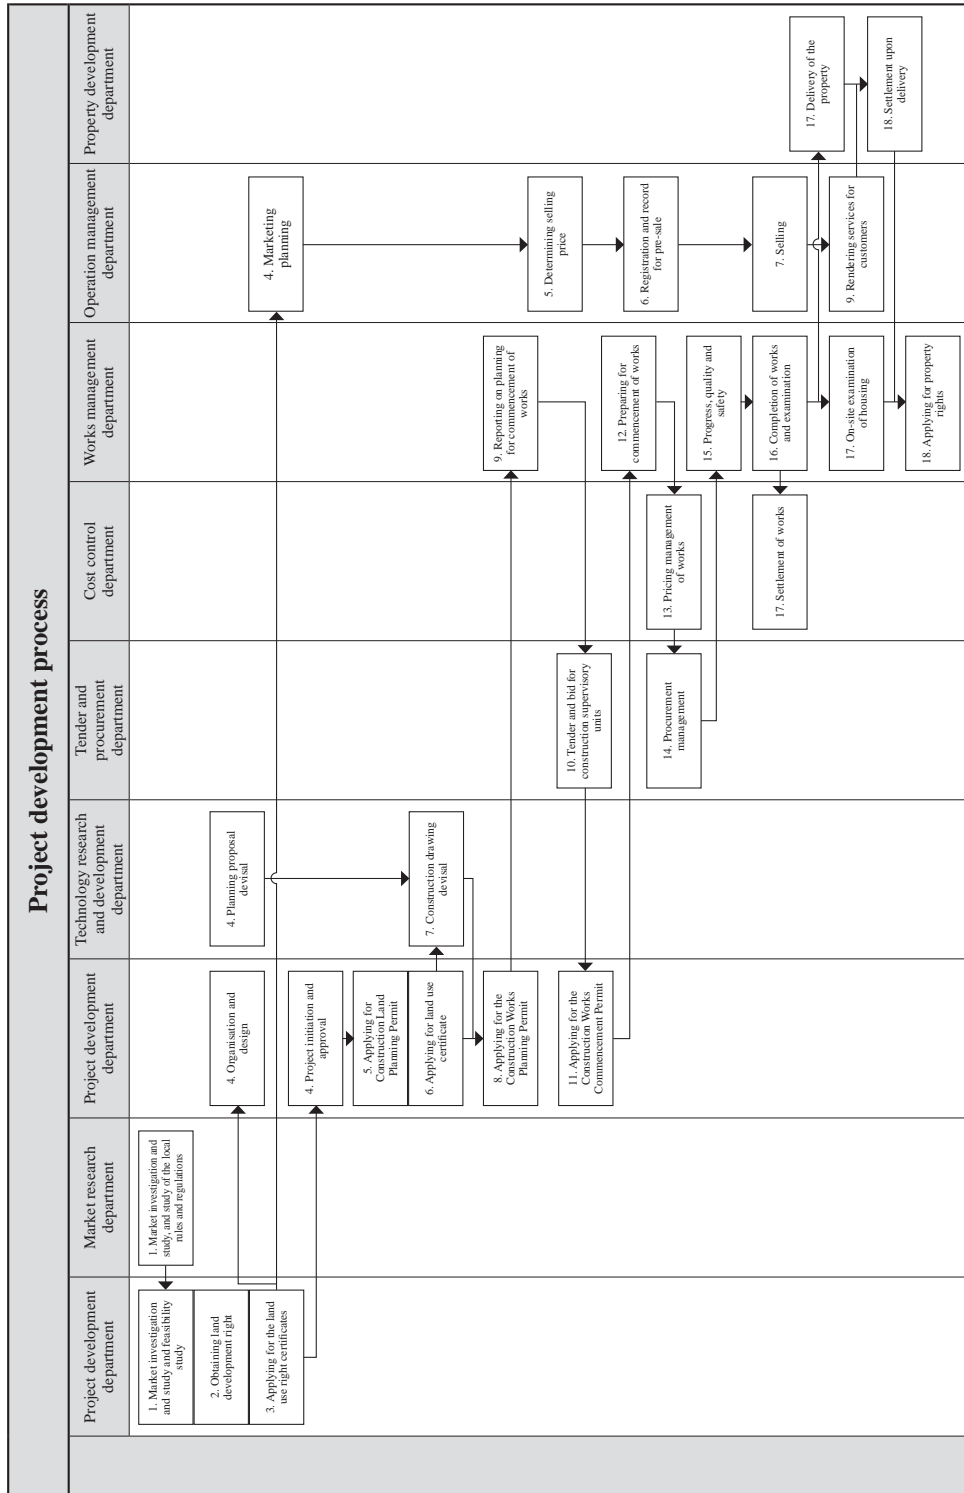 Project development process
Project development
department
Market research
department
Project development
department
Technology research
and development
department
Tender and
procurement
department
Cost control
department
Works management
department
Operation management
department
Property development
department
1. Market investigation
and study and feasibility
study
2. Obtaining land
development right
3. Applying for the land
use right certificates
1. Market investigation and
study, and study of the local
rules and regulations
4. Organisation and
design
4. Project initiation and
approval
5. Applying for
Construction Land
Planning Permit
6. Applying for land use
certificate
8. Applying for the
Construction Works
Planning Permit
11. Applying for the
Construction Works
Commencement Permit
4. Planning proposal
devisal
7. Construction drawing
devisal
10. Tender and bid for
construction supervisory
units
14. Procurement
management
13. Pricing management
of works
17. Settlement of works
9. Reporting on planning
for commencement of
works
12. Preparing for
commencement of works
15. Progress, quality and
safety
16. Completion of works
and examination
17. On-site examination
of housing
18. Applying for property
rights
4. Marketing
planning
5. Determining selling
price
6. Registration and record
for pre-sale
7. Selling
9. Rendering services for
customers
17. Delivery of the
property
18. Settlement upon
delivery